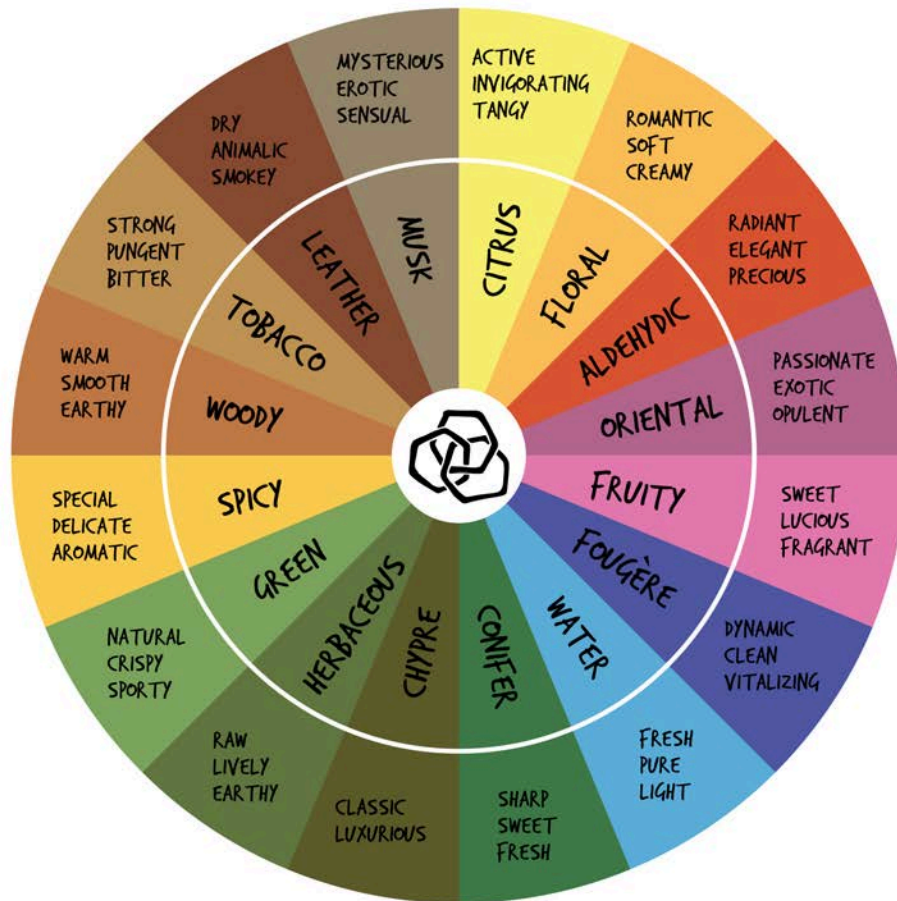 CITRUS
ACTIVE
INVIGORATING
TANGY
FLORAL
ROMANTIC
SOFT
CREAMY
ALDEHYDIC
RADIANT
ELEGANT
PRECIOUS
ORIENTAL
PASSIONATE
EXOTIC
OPULENT
FRUITY
SWEET
LUCIOUS
FRAGRANT
FOUGÈRE
DYNAMIC
CLEAN
VITALIZING
WATER
FRESH
PURE
LIGHT
CONIFER
SHARP
SWEET
FRESH
CHYPRE
CLASSIC
LUXURIOUS
HERBACEOUS
RAW
LIVELY
EARTHY
GREEN
NATURAL
CRISPY
SPORTY
SPICY
SPECIAL
DELICATE
AROMATIC
WOODY
WARM
SMOOTH
EARTHY
TOBACCO
STRONG
PUNGENT
BITTER
LEATHER
DRY
ANIMALIC
SMOKEY
MUSK
MYSTERIOUS
EROTIC
SENSUAL